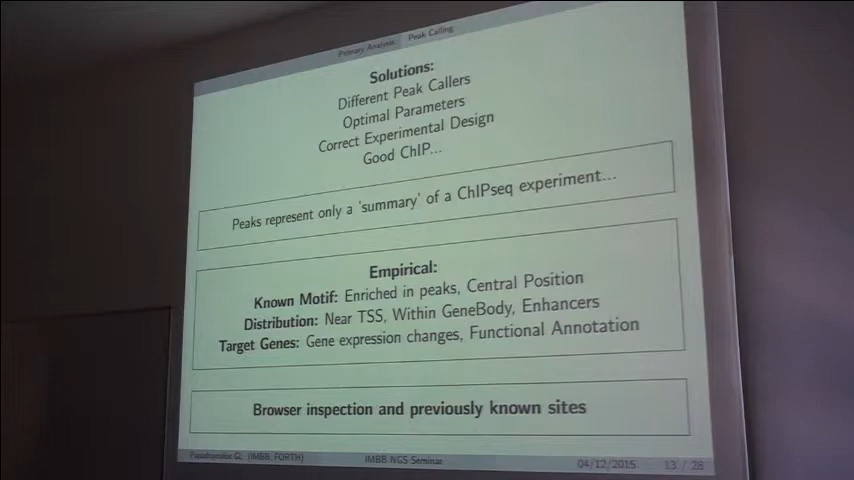 Primary Analysis Peak Calling
Solutions:
Different Peak Callers
Optimal Parameters
Correct Experimental Design
Good ChIP...
Peaks represent only a 'summary' of a ChIPseq experiment...
Empirical:
Known Motif: Enriched in peaks, Central Position
Distribution: Near TSS, Within GeneBody, Enhancers
Target Genes: Gene expression changes, Functional Annotation
Browser inspection and previously known sites
Papadopoulos GL (IMBB, FORTH) IMBB NGS Seminar 04/12/2015 13 / 28